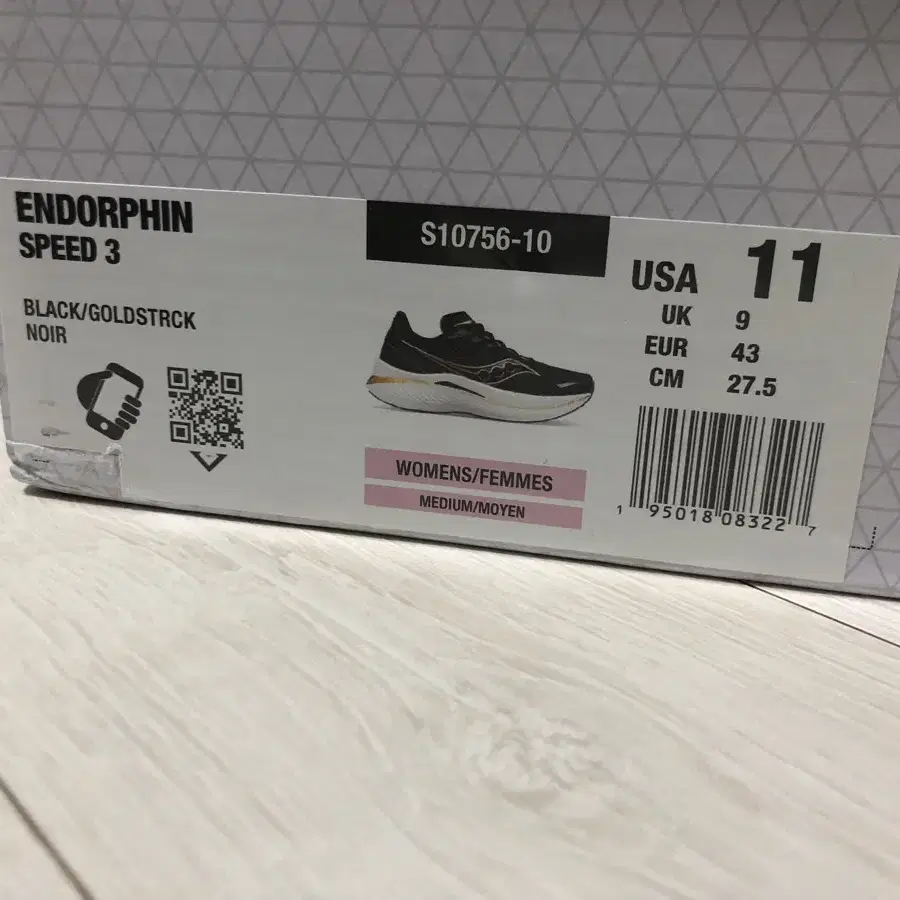 ENDORPHIN
SPEED 3
BLACK/GOLDSTRCK
NOIR
S10756-10
WOMENS/FEMMES
MEDIUM/MOYEN
USA 11
UK 9
EUR 43
CM 27.5
1 95018 08322 7